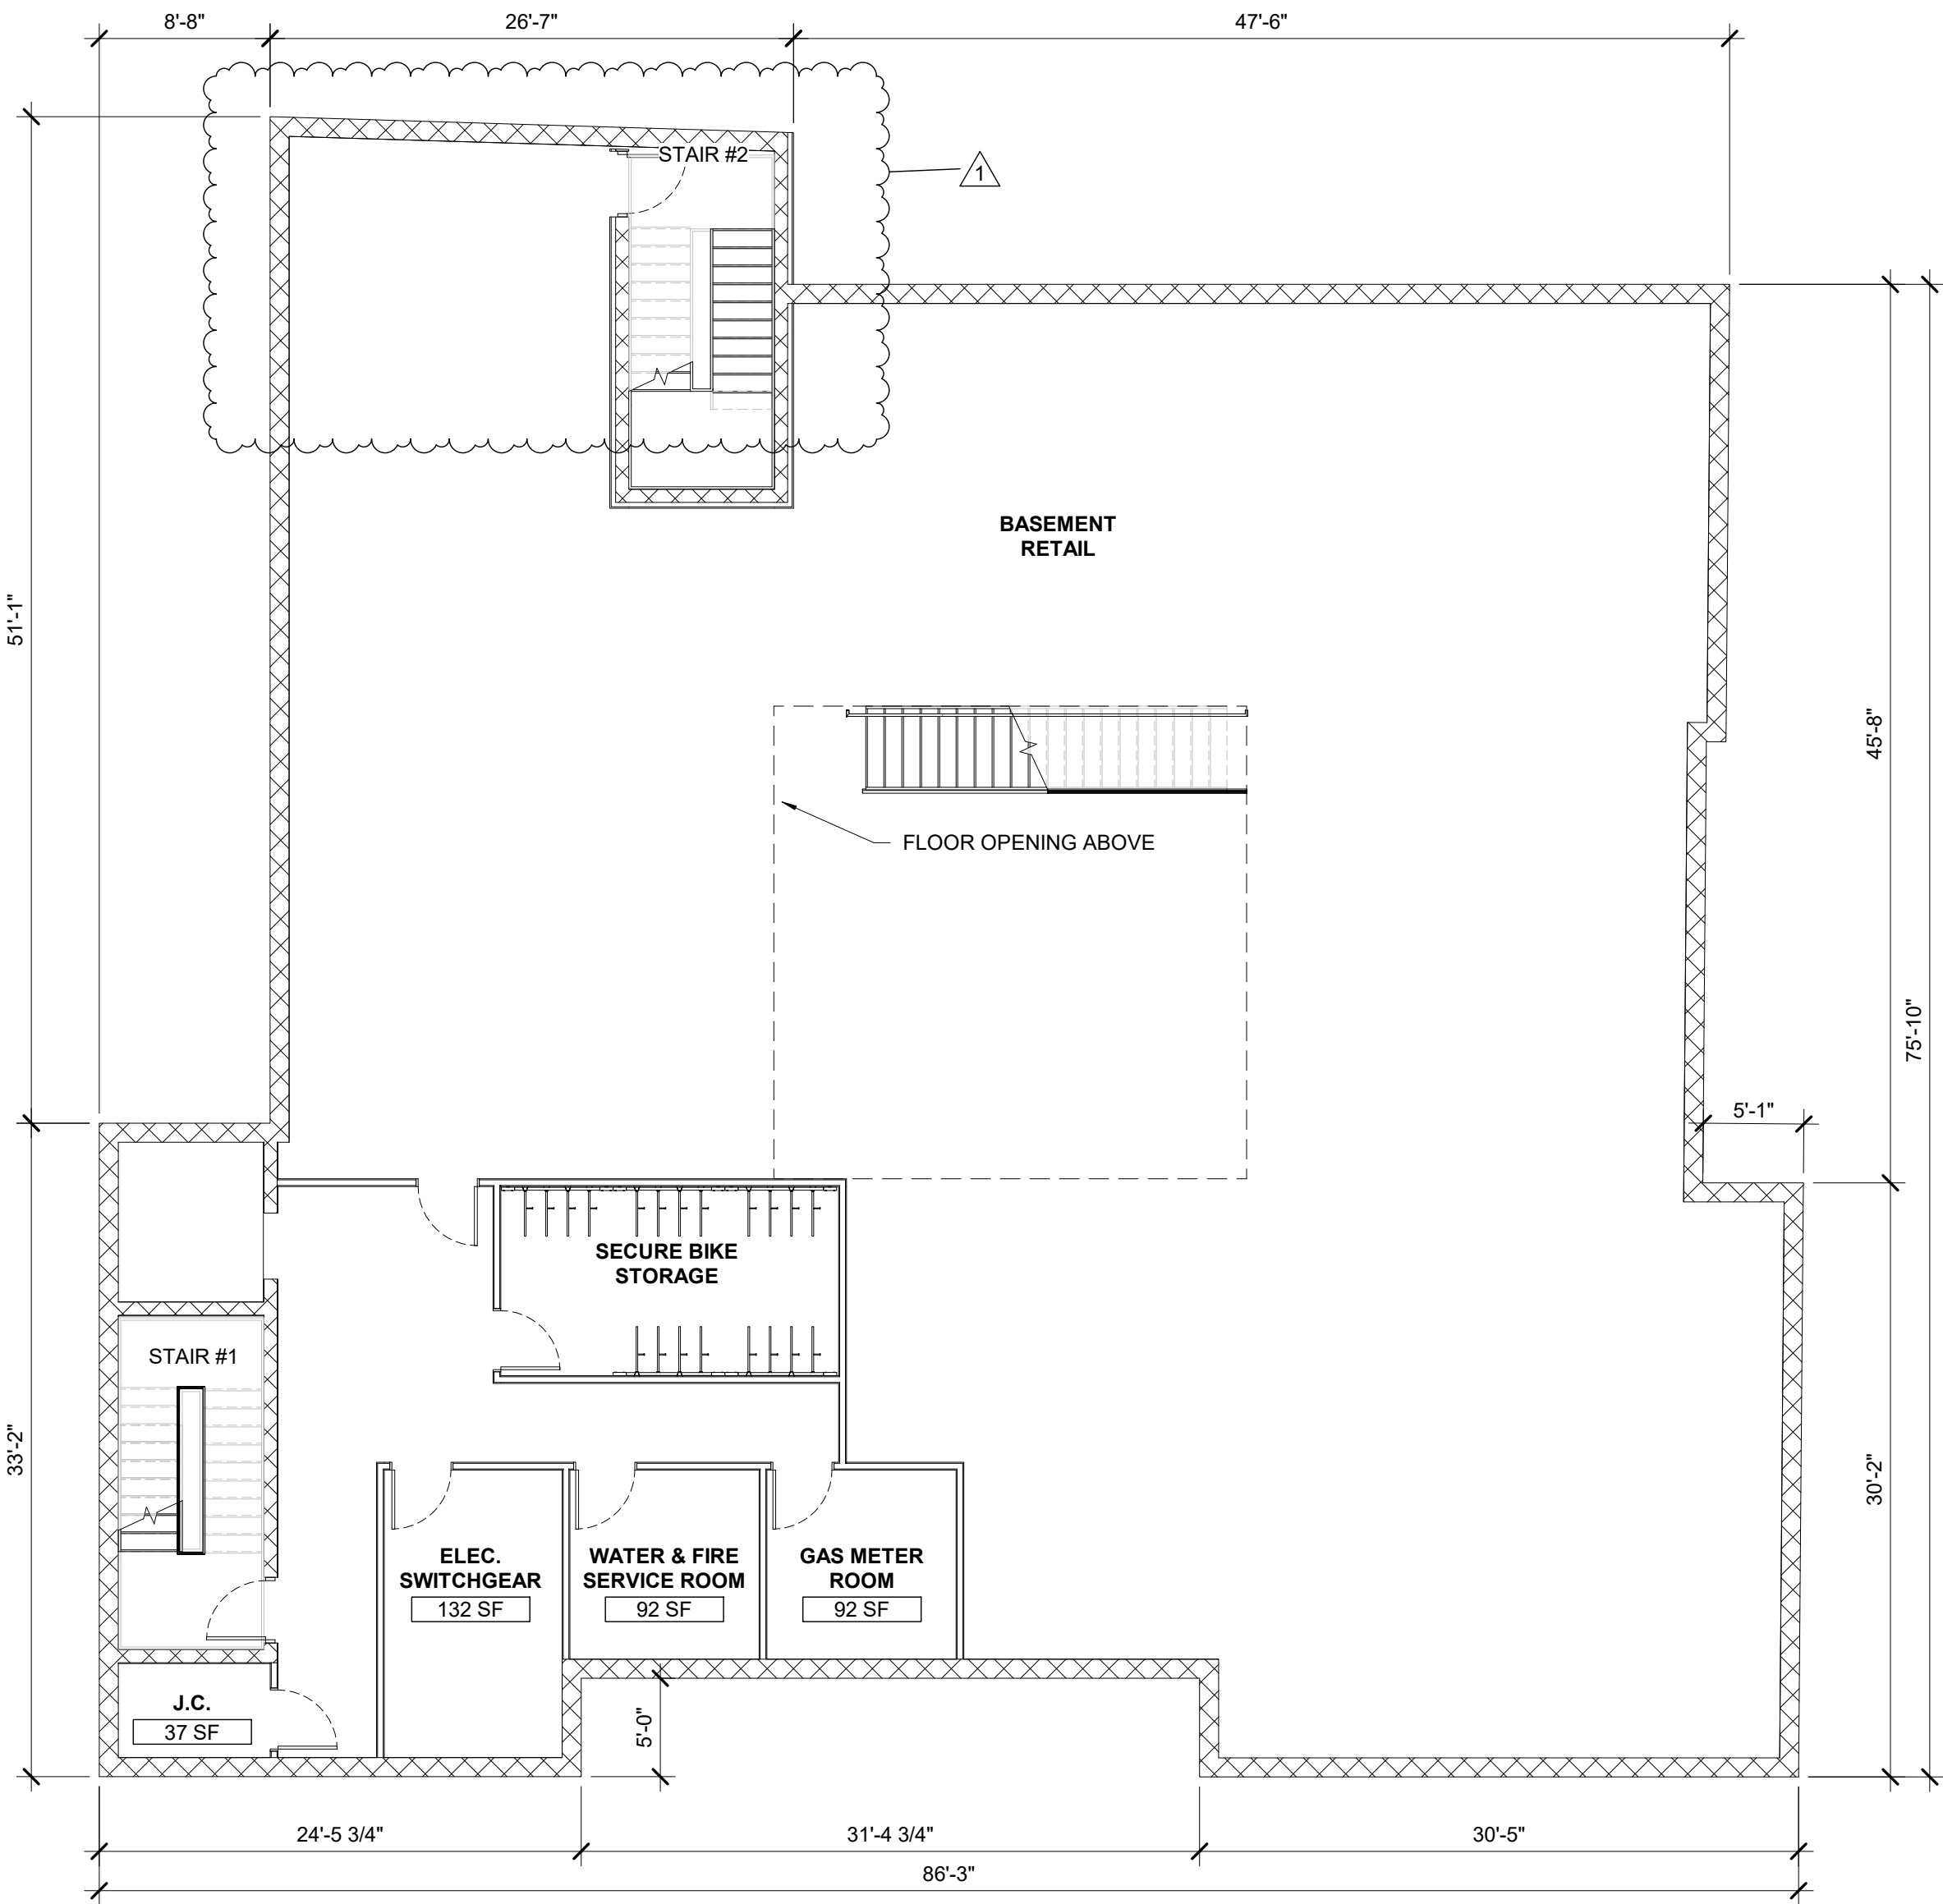 8'-8"
26'-7"
47'-6"
STAIR #2
1
BASEMENT
RETAIL
51'-1"
45'-8"
75'-10"
FLOOR OPENING ABOVE
5'-1"
SECURE BIKE
STORAGE
STAIR #1
33'-2"
30'-2"
ELEC.
SWITCHGEAR
132 SF
WATER & FIRE
SERVICE ROOM
92 SF
GAS METER
ROOM
92 SF
J.C.
37 SF
5'-0"
24'-5 3/4"
31'-4 3/4"
30'-5"
86'-3"